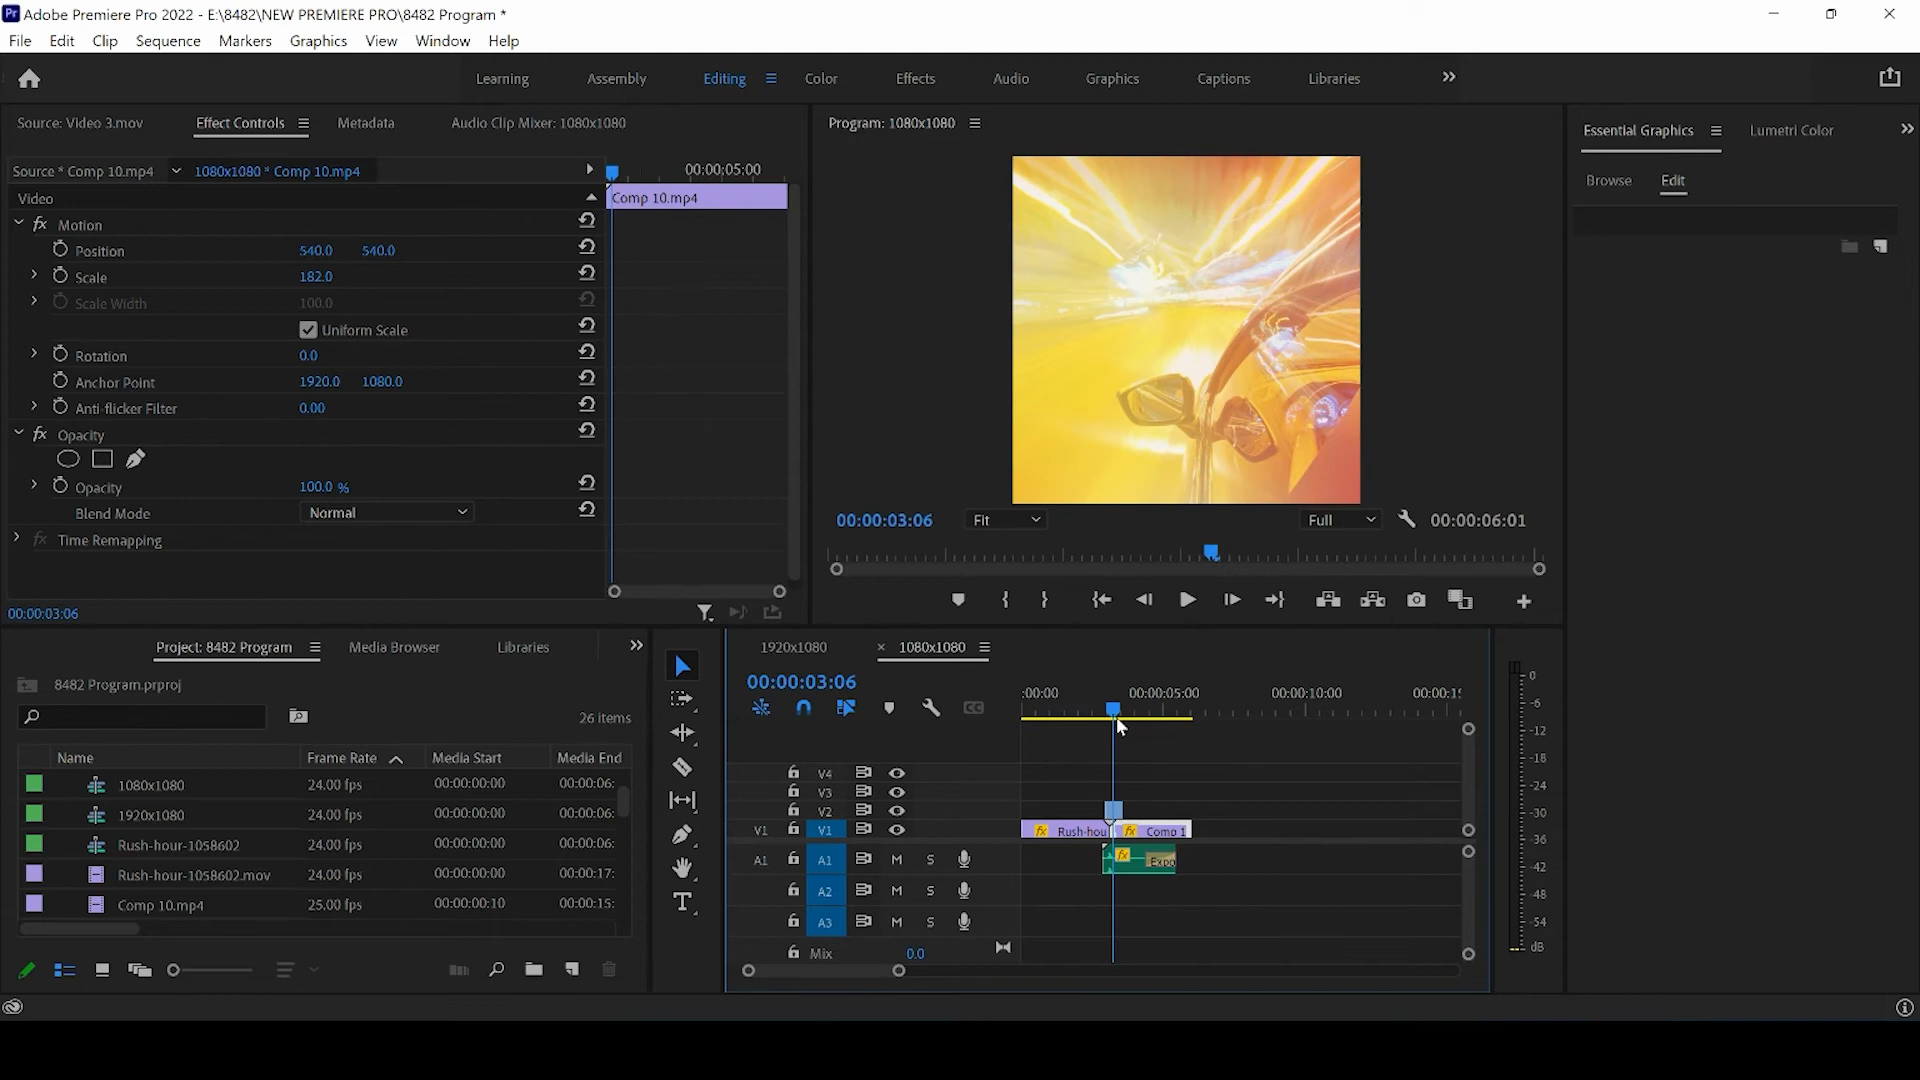 Adobe Premiere Pro 2022 - E:\8482\NEW PREMIERE PRO\8482 Program *
File Edit Clip Sequence Markers Graphics View Window Help
Learning Assembly Editing Color Effects Audio Graphics Captions Libraries
Source: Video 3.mov Effect Controls Metadata Audio Clip Mixer: 1080x1080
Program: 1080x1080
Essential Graphics Lumetri Color
Browse Edit
Source * Comp 10.mp4 1080x1080 * Comp 10.mp4 00:00:05:00
Video Comp 10.mp4
fx Motion
Position 540.0 540.0
Scale 182.0
Scale Width 100.0
Uniform Scale
Rotation 0.0
Anchor Point 1920.0 1080.0
Anti-flicker Filter 0.00
fx Opacity
Opacity 100.0 %
Blend Mode Normal
fx Time Remapping
00:00:03:06
00:00:03:06 Fit Full 00:00:06:01
Project: 8482 Program Media Browser Libraries
8482 Program.prproj
26 items
Name Frame Rate Media Start Media End
1080x1080 24.00 fps 00:00:00:00 00:00:06:
1920x1080 24.00 fps 00:00:00:00 00:00:06:
Rush-hour-1058602 24.00 fps 00:00:00:00 00:00:06:
Rush-hour-1058602.mov 24.00 fps 00:00:00:00 00:00:17:
Comp 10.mp4 25.00 fps 00:00:00:10 00:00:15:
1920x1080 × 1080x1080
00:00:03:06
:00:00 00:00:05:00 00:00:10:00 00:00:15
CC
V4
V3
V2
V1 V1 fx Rush-hou fx Comp 1
A1 A1 M S fx Expo
A2 M S
A3 M S
Mix 0.0
0
-6
-12
-18
-24
-30
-36
-42
-48
-54
dB